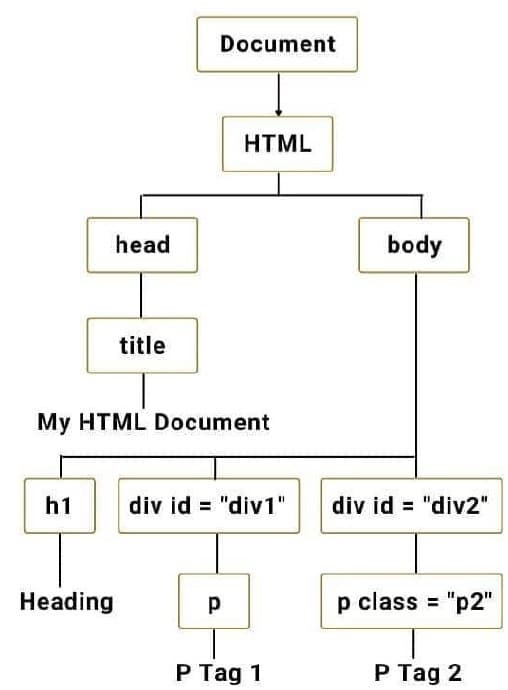 Document
HTML
head
body
title
My HTML Document
h1
div id = "div1"
div id = "div2"
Heading
p
p class = "p2"
P Tag 1
P Tag 2